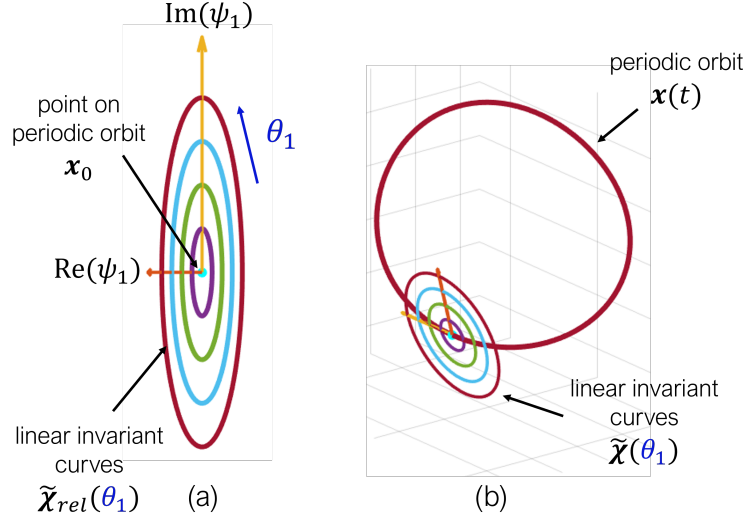 Im(ψ₁)
point on
periodic orbit
x₀
θ₁
Re(ψ₁)
linear invariant
curves
χ̃ᵣₑₗ(θ₁)
(a)
periodic orbit
x(t)
linear invariant
curves
χ̃(θ₁)
(b)